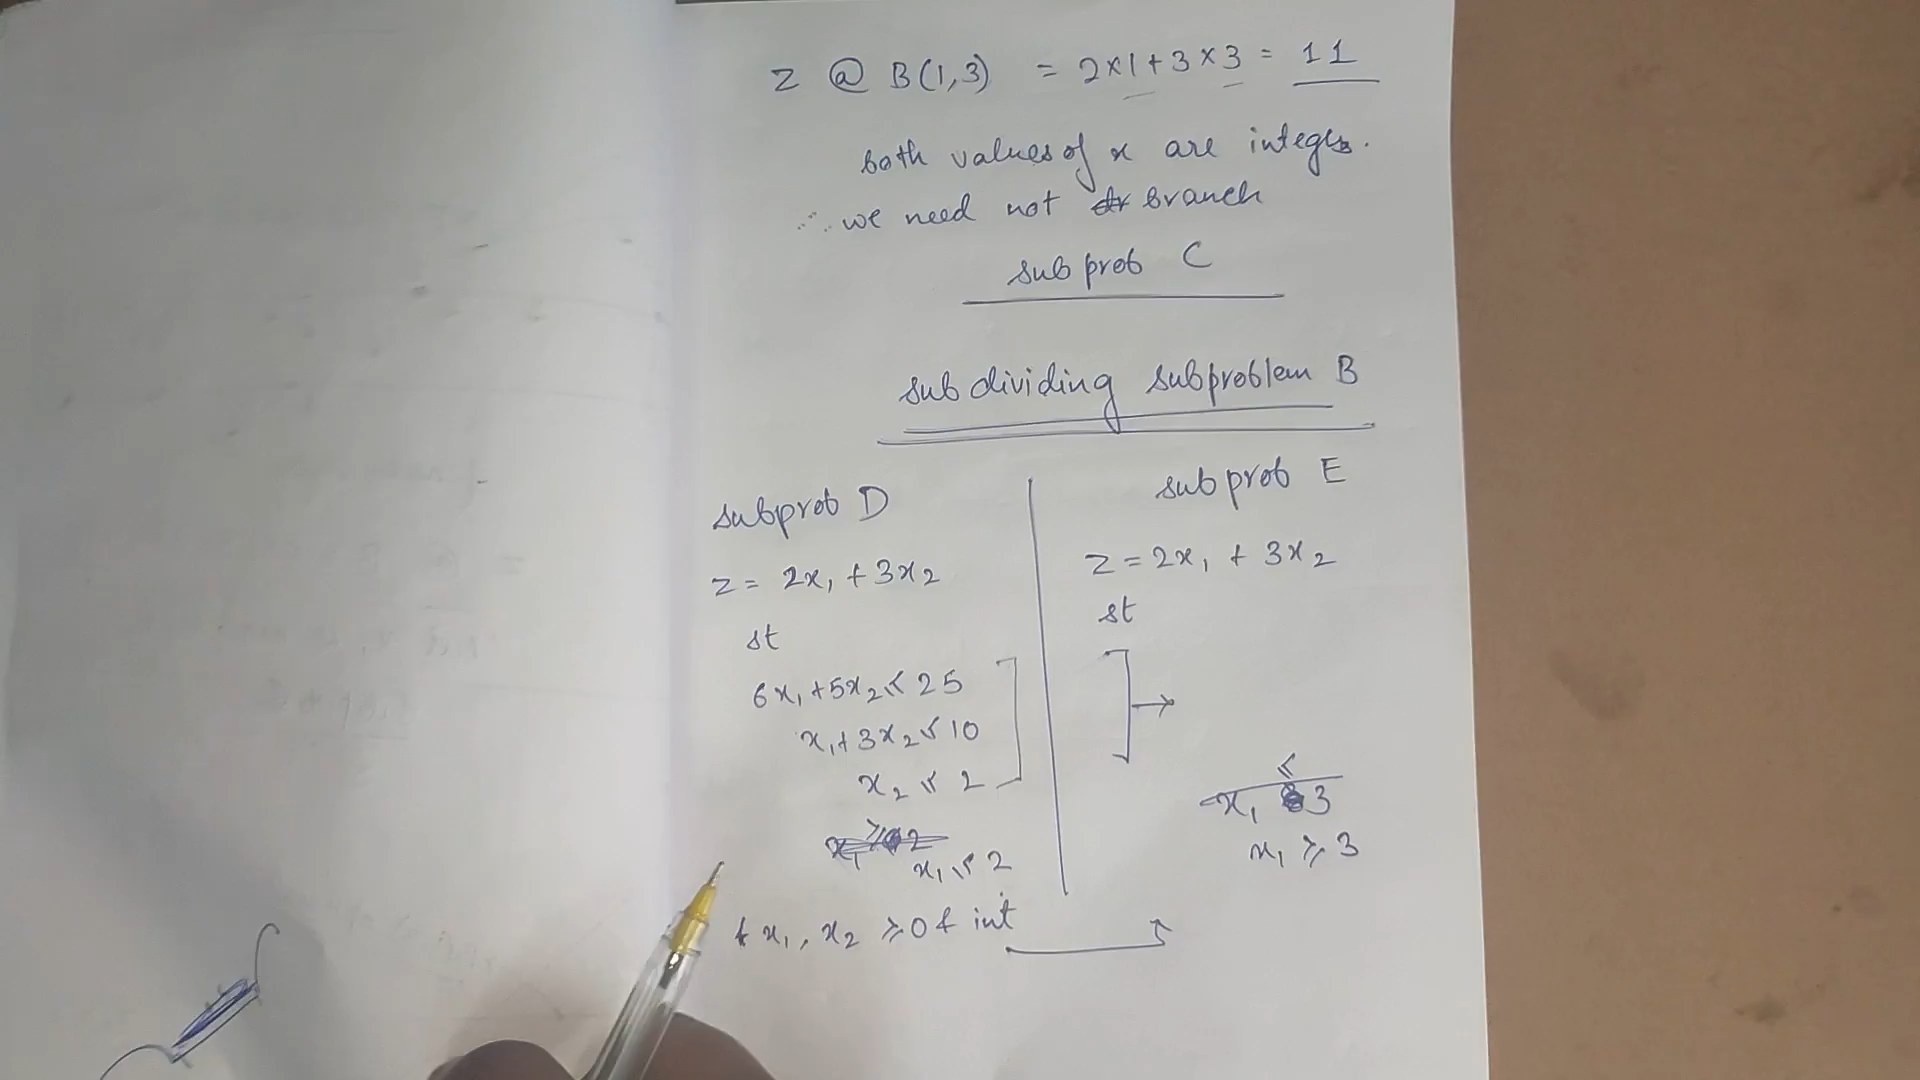 z @ B(1,3) = 2×1+3×3 = 11
both values of x are integers.
∴ we need not branch
sub prob C
sub dividing subproblem B
subprob D
z = 2x₁ + 3x₂
st
6x₁+5x₂ ≤ 25
x₁+3x₂ ≤ 10
x₂ ≤ 2
x₁ ≤ 2
& x₁, x₂ ≥ 0 & int
sub prob E
z = 2x₁ + 3x₂
st
x₁ ≤ 3
x₁ ≥ 3